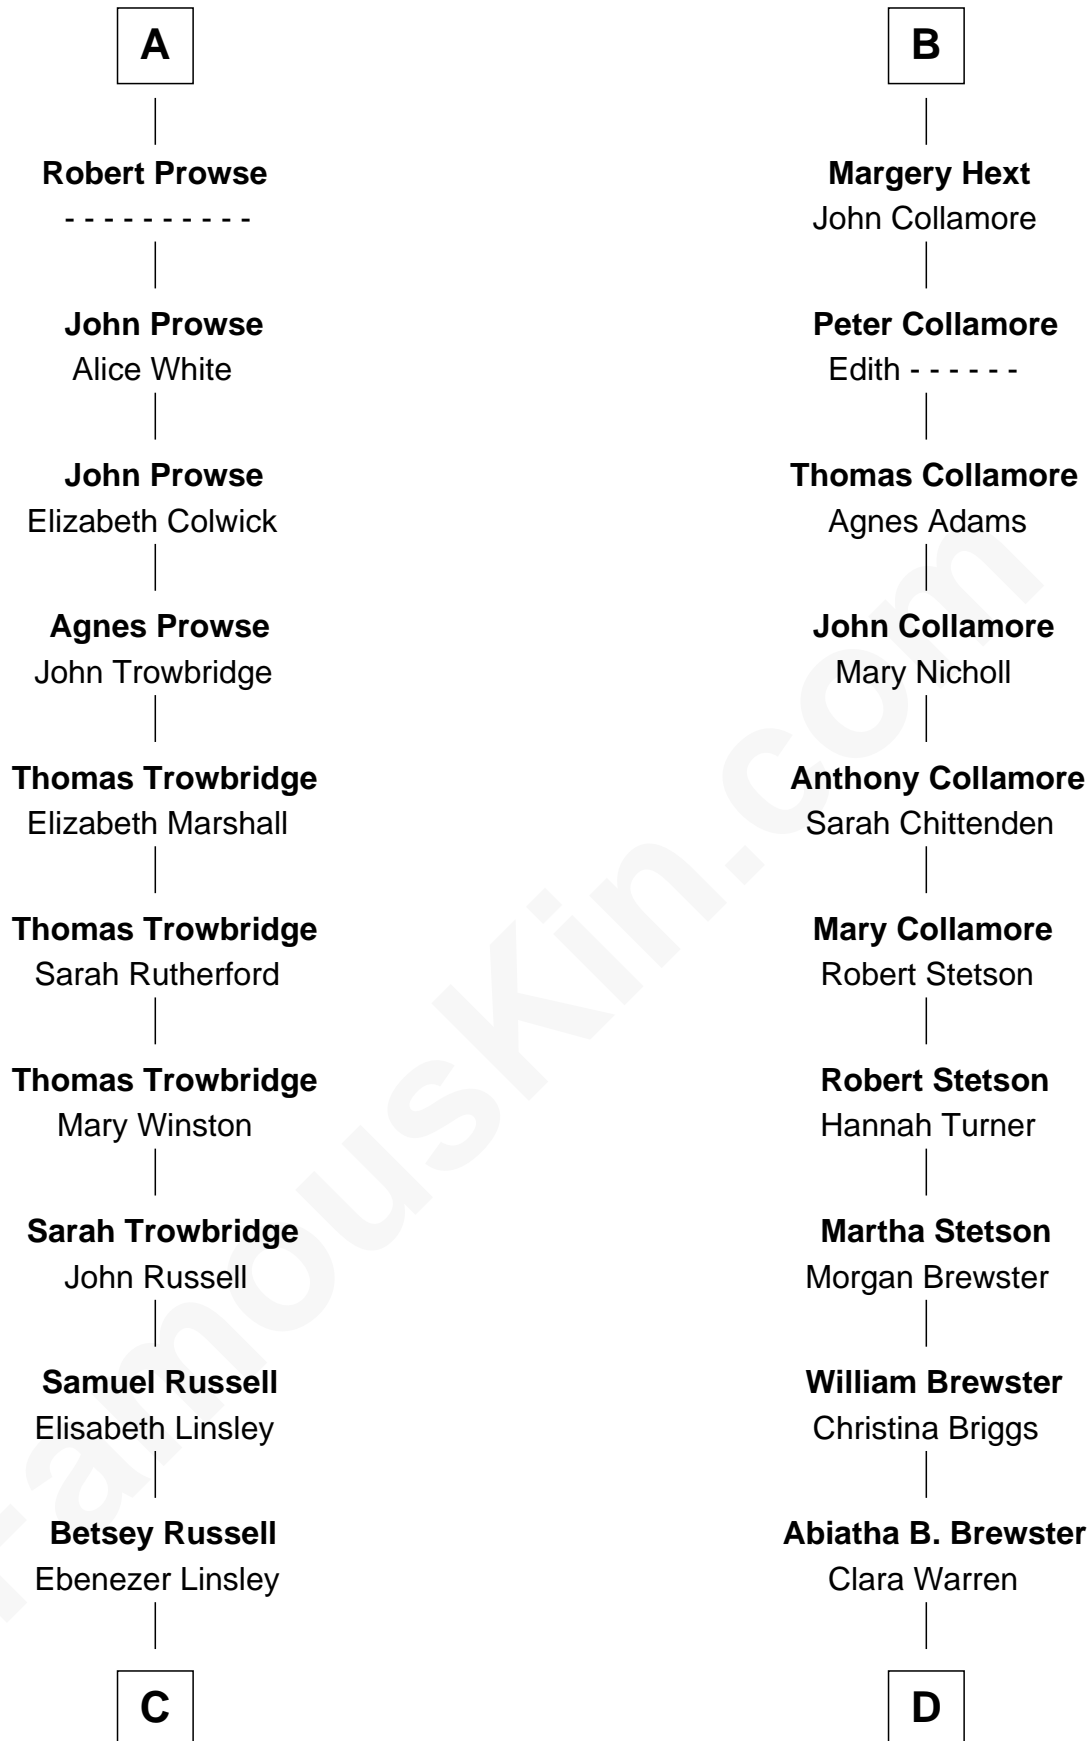 A
Robert Prowse
- - - - - - - - - -
John Prowse
Alice White
John Prowse
Elizabeth Colwick
Agnes Prowse
John Trowbridge
Thomas Trowbridge
Elizabeth Marshall
Thomas Trowbridge
Sarah Rutherford
Thomas Trowbridge
Mary Winston
Sarah Trowbridge
John Russell
Samuel Russell
Elisabeth Linsley
Betsey Russell
Ebenezer Linsley
C
B
Margery Hext
John Collamore
Peter Collamore
Edith - - - - - -
Thomas Collamore
Agnes Adams
John Collamore
Mary Nicholl
Anthony Collamore
Sarah Chittenden
Mary Collamore
Robert Stetson
Robert Stetson
Hannah Turner
Martha Stetson
Morgan Brewster
William Brewster
Christina Briggs
Abiatha B. Brewster
Clara Warren
D
FamousKin.com